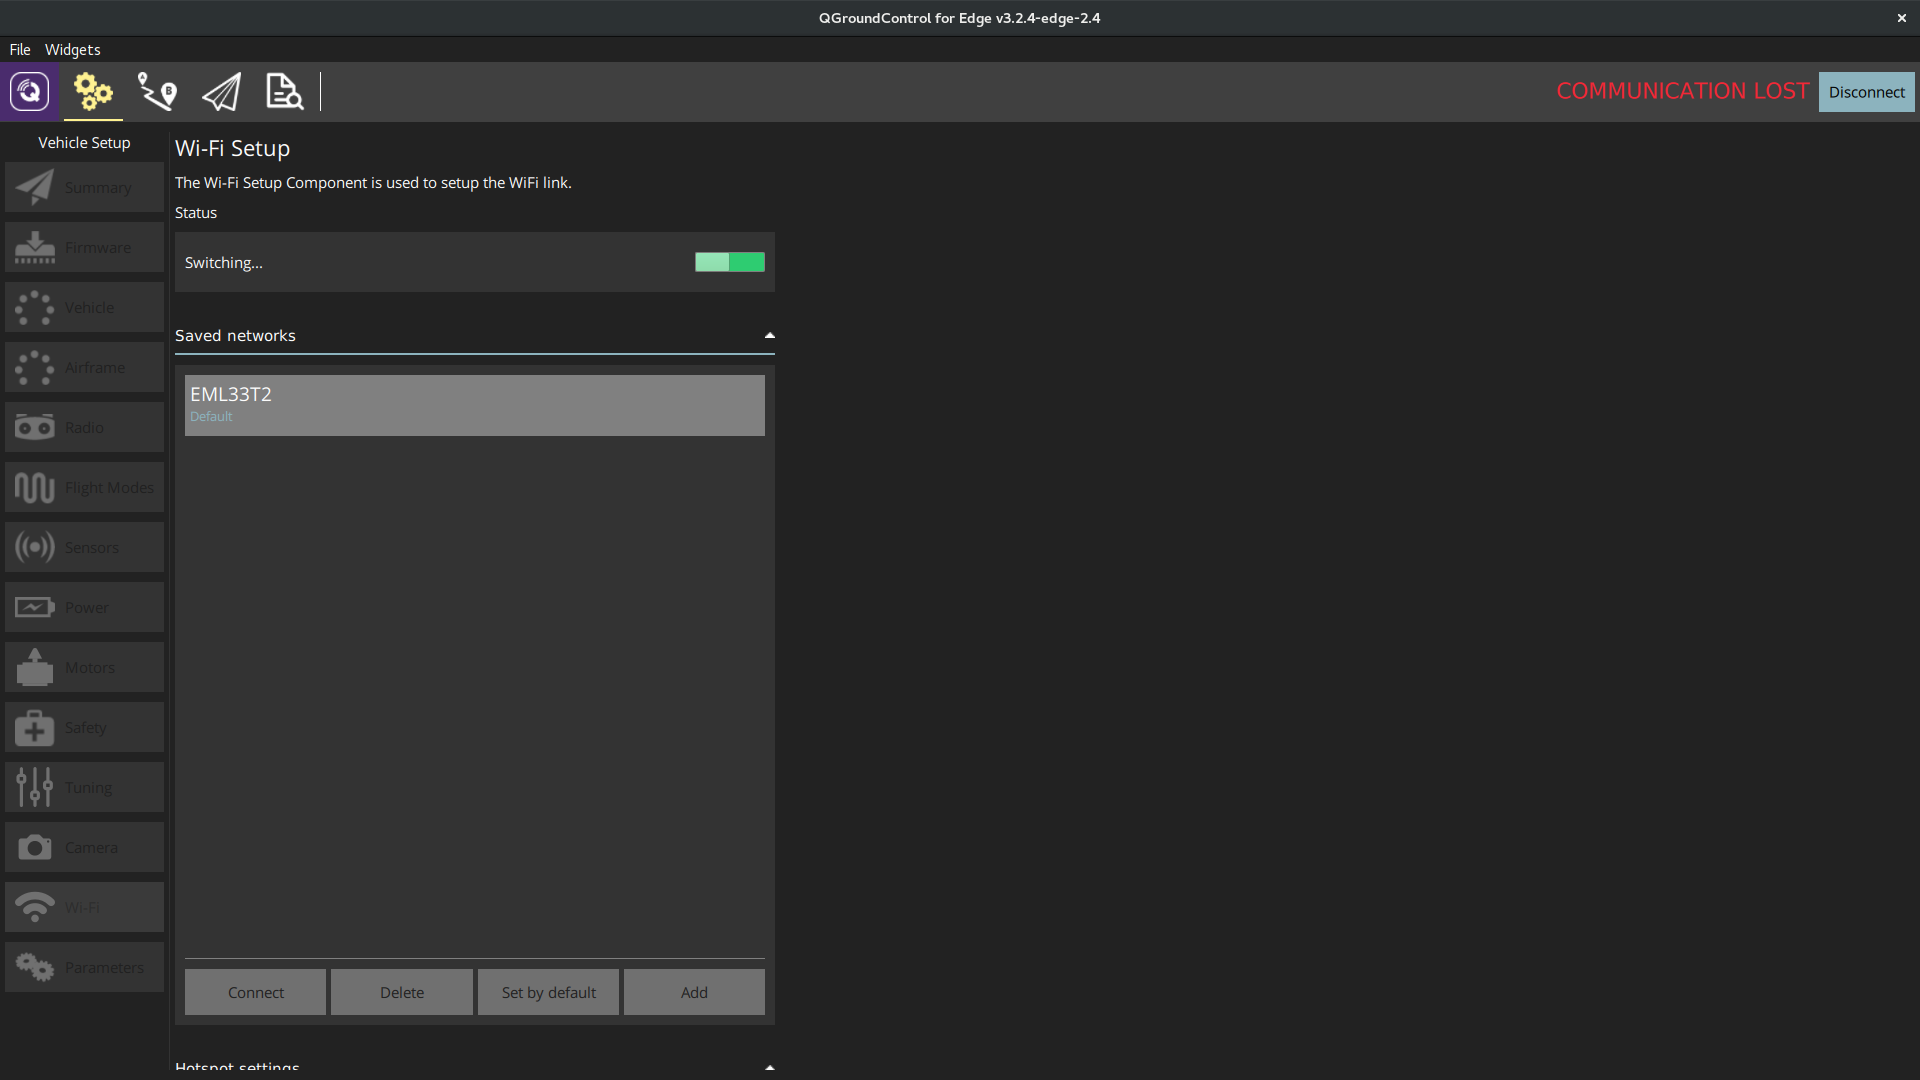 QGroundControl for Edge v3.2.4-edge-2.4
File Widgets
COMMUNICATION LOST
Disconnect
Vehicle Setup
Summary
Firmware
Vehicle
Airframe
Radio
Flight Modes
Sensors
Power
Motors
Safety
Tuning
Camera
Wi-Fi
Parameters
Wi-Fi Setup
The Wi-Fi Setup Component is used to setup the WiFi link.
Status
Switching...
Saved networks
EML33T2
Default
Connect Delete Set by default Add
Hotspot settings